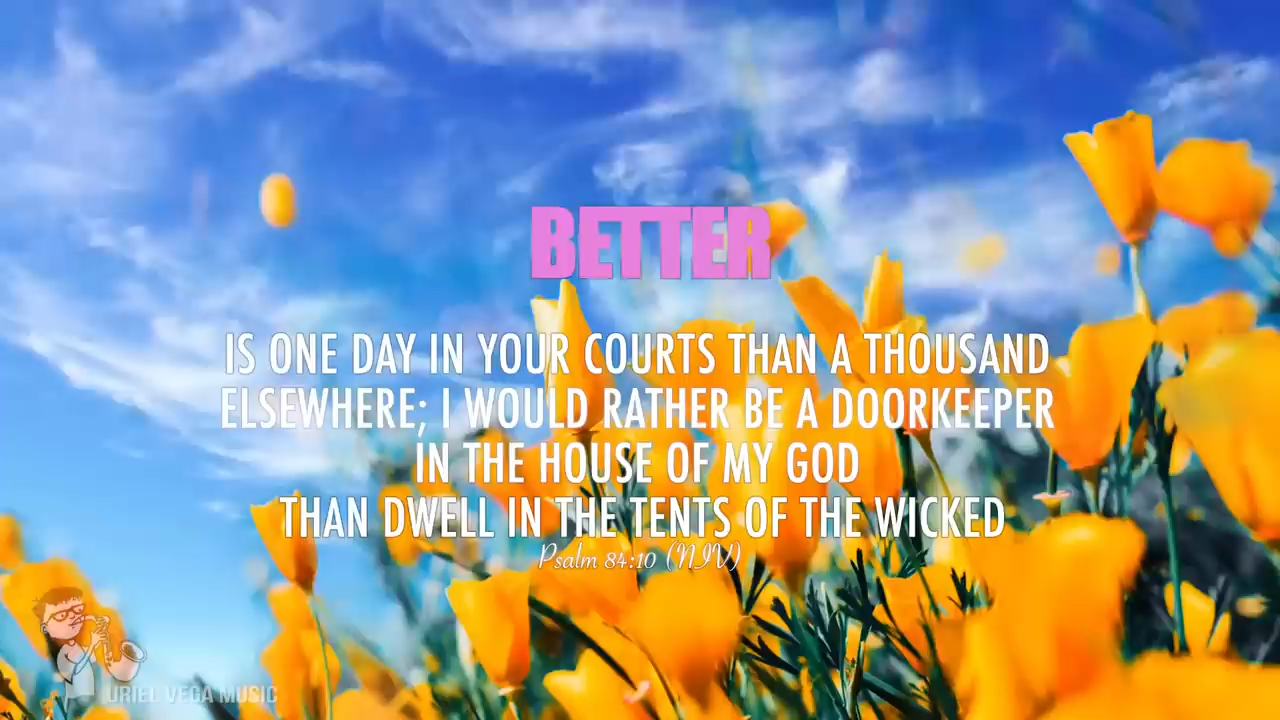 BETTER
IS ONE DAY IN YOUR COURTS THAN A THOUSAND
ELSEWHERE; I WOULD RATHER BE A DOORKEEPER
IN THE HOUSE OF MY GOD
THAN DWELL IN THE TENTS OF THE WICKED
Psalm 84:10 (NIV)
URIEL VEGA MUSIC